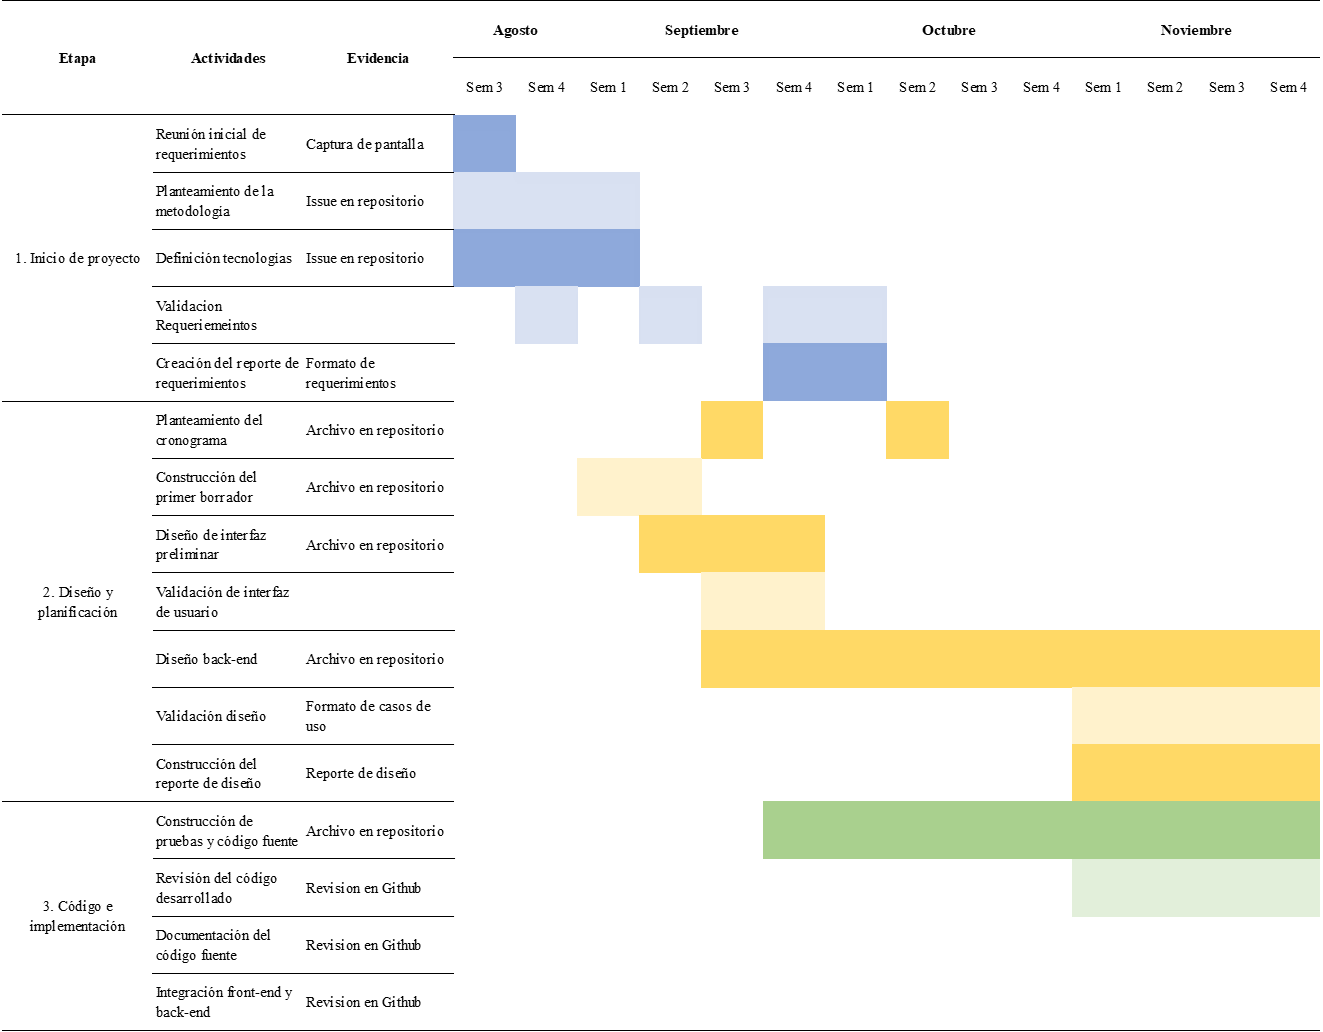 Etapa Actividades Evidencia Agosto Septiembre Octubre Noviembre
Sem 3 Sem 4 Sem 1 Sem 2 Sem 3 Sem 4 Sem 1 Sem 2 Sem 3 Sem 4 Sem 1 Sem 2 Sem 3 Sem 4
1. Inicio de proyecto
Reunión inicial de
requerimientos
Captura de pantalla
Planteamiento de la
metodología
Issue en repositorio
Definición tecnologías
Issue en repositorio
Validacion
Requeriemeintos
Creación del reporte de
requerimientos
Formato de
requerimientos
2. Diseño y
planificación
Planteamiento del
cronograma
Archivo en repositorio
Construcción del
primer borrador
Archivo en repositorio
Diseño de interfaz
preliminar
Archivo en repositorio
Validación de interfaz
de usuario
Diseño back-end
Archivo en repositorio
Validación diseño
Formato de casos de
uso
Construcción del
reporte de diseño
Reporte de diseño
3. Código e
implementación
Construcción de
pruebas y código fuente
Archivo en repositorio
Revisión del código
desarrollado
Revision en Github
Documentación del
código fuente
Revision en Github
Integración front-end y
back-end
Revision en Github